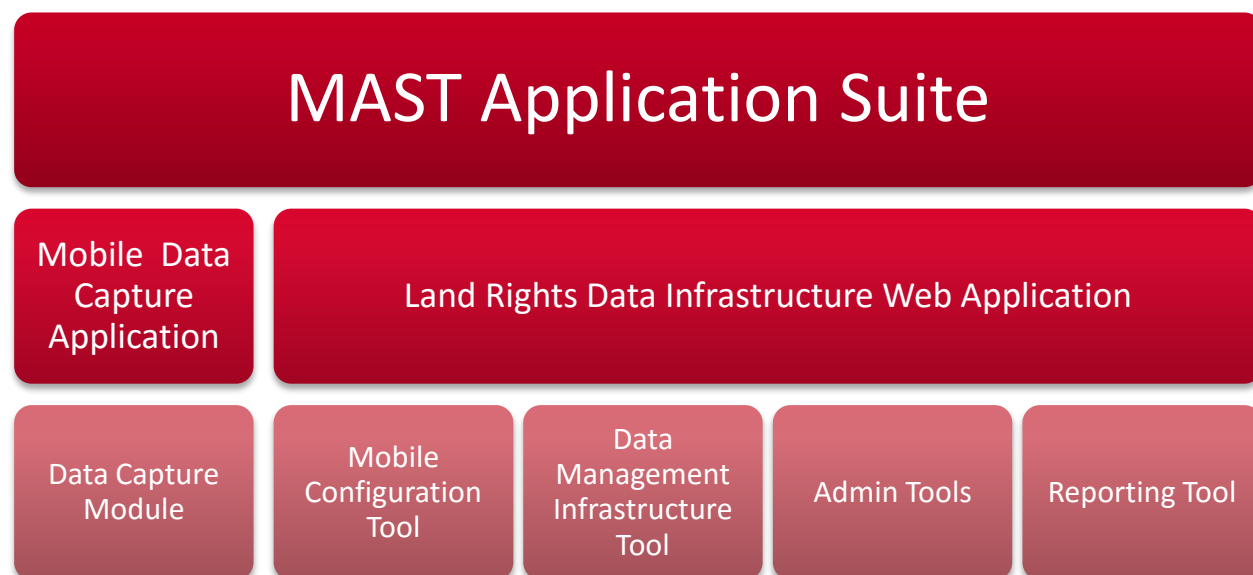 MAST Application Suite
Mobile Data
Capture
Application
Land Rights Data Infrastructure Web Application
Data Capture
Module
Mobile
Configuration
Tool
Data
Management
Infrastructure
Tool
Admin Tools
Reporting Tool